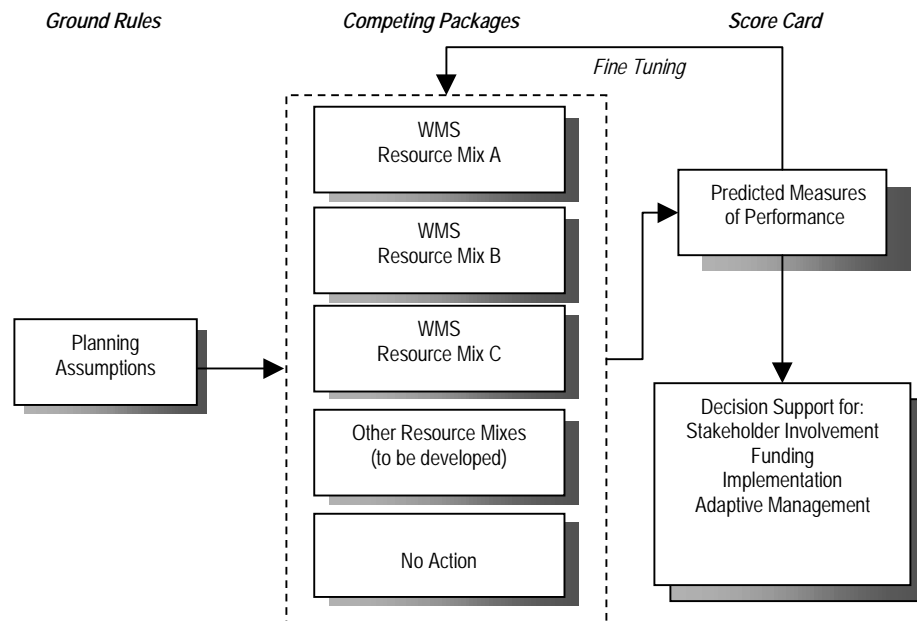 Ground Rules
Competing Packages
Score Card
Fine Tuning
WMS
Resource Mix A
WMS
Resource Mix B
WMS
Resource Mix C
Other Resource Mixes
(to be developed)
No Action
Planning
Assumptions
Predicted Measures
of Performance
Decision Support for:
Stakeholder Involvement
Funding
Implementation
Adaptive Management